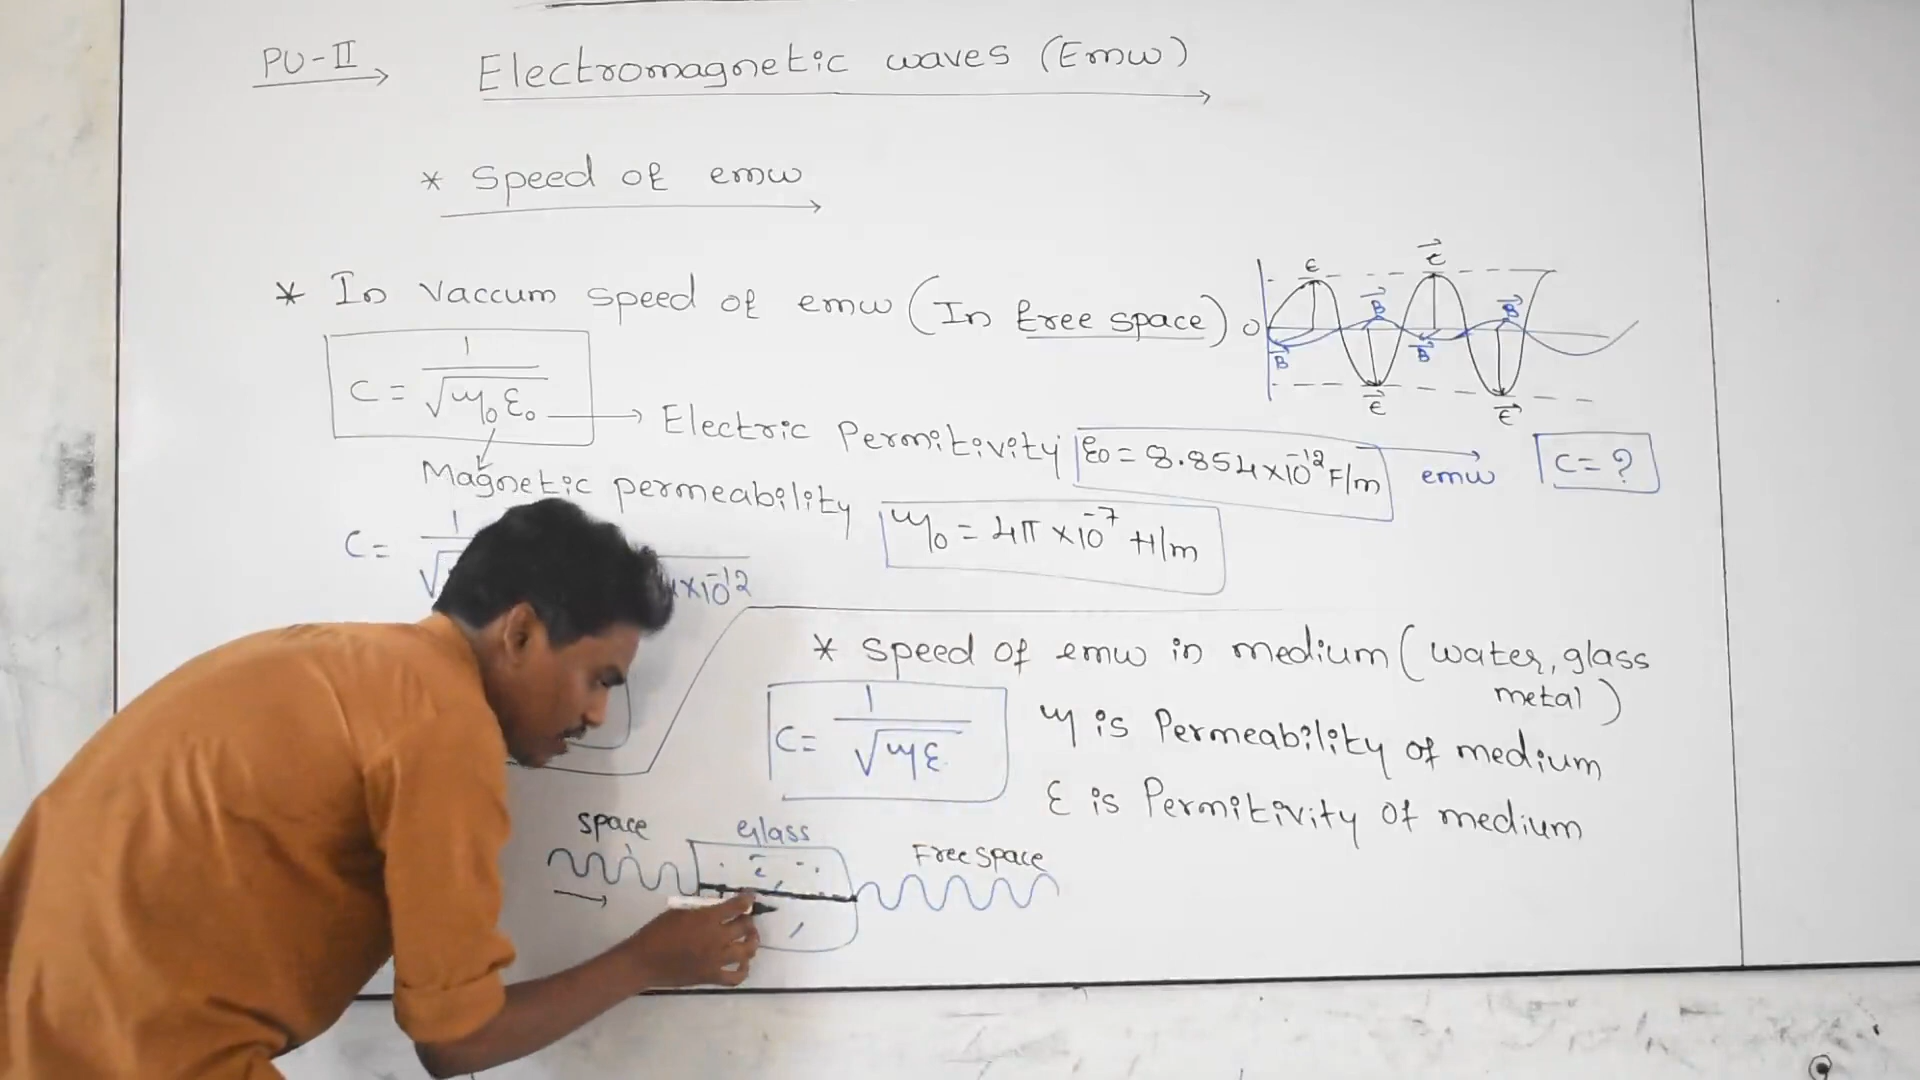 PU-II
Electromagnetic waves (Emw)
* Speed of emw
* In vaccum speed of emw (In free space)
C = 1/√μ₀ε₀
Electric Permitivity
ε₀ = 8.854×10⁻¹² F/m
Magnetic permeability
μ₀ = 4π×10⁻⁷ H/m
O
E
B
E
B
E
B
B
E
emw
C = ?
C = 1/√ ×10⁻¹²
* Speed of emw in medium (water, glass
metal)
C = 1/√με
μ is Permeability of medium
ε is Permitivity of medium
space
Glass
Free space